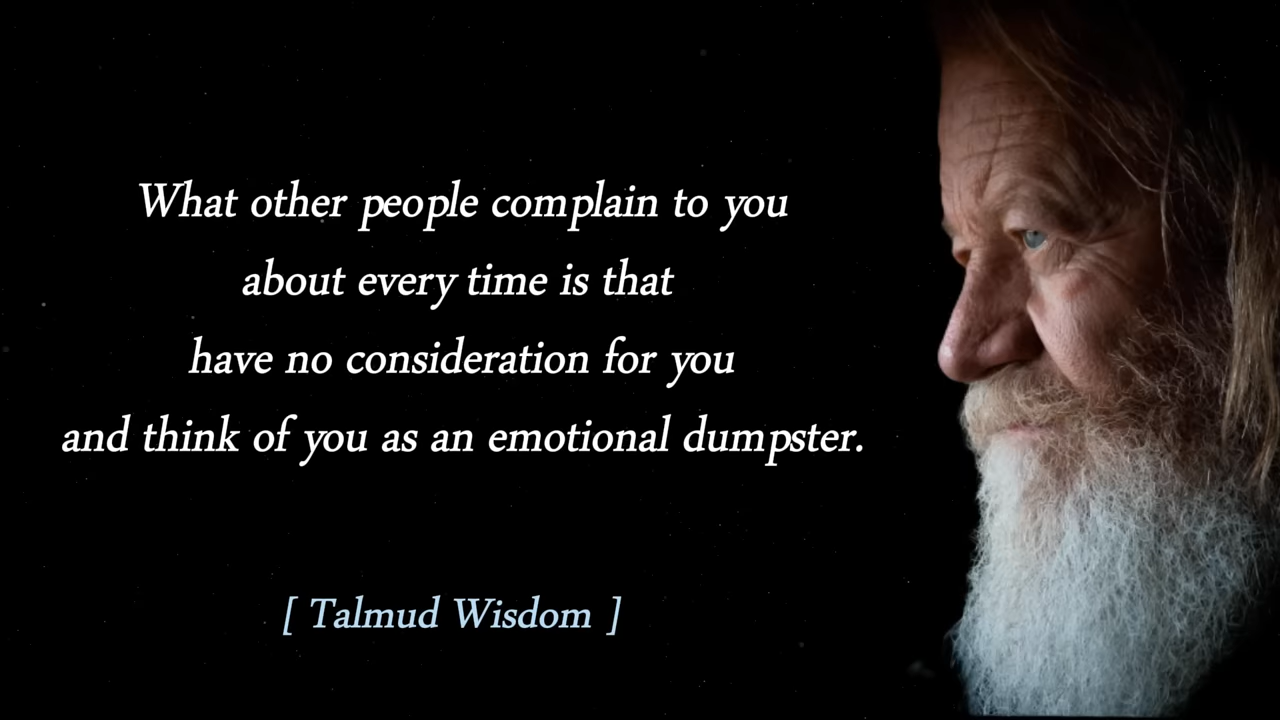 What other people complain to you
about every time is that
have no consideration for you
and think of you as an emotional dumpster.
[ Talmud Wisdom ]